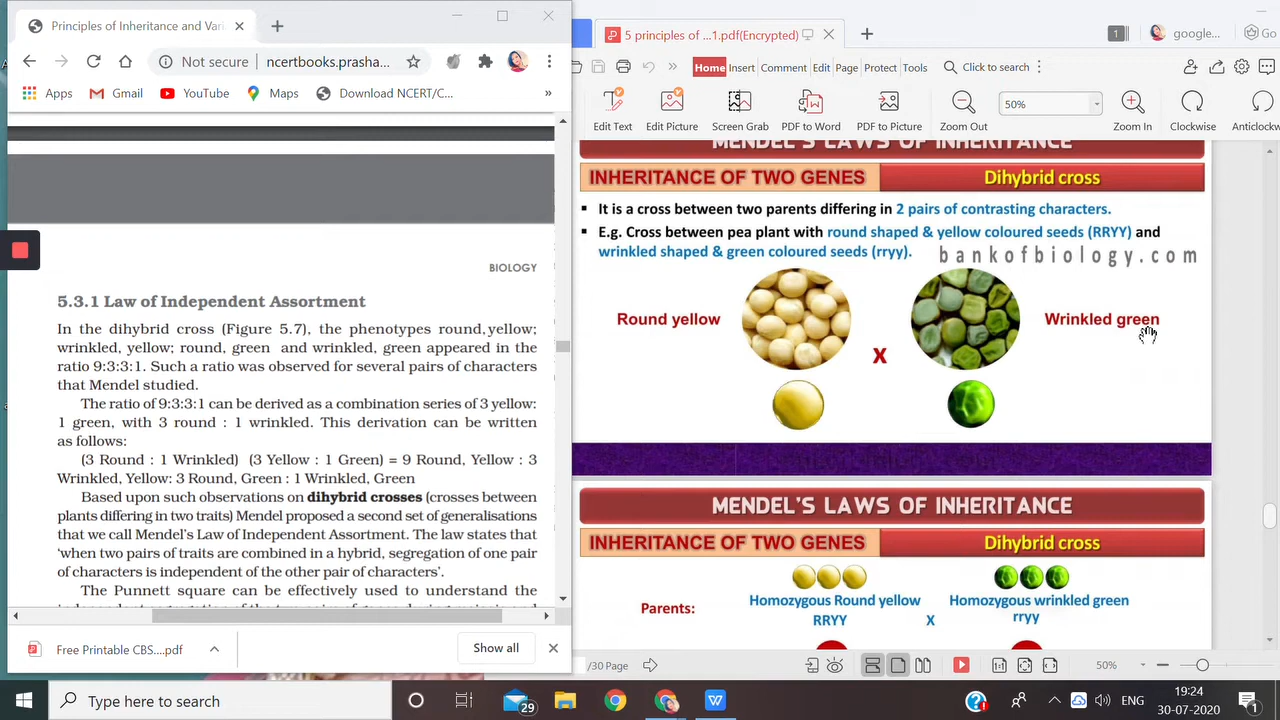 Principles of Inheritance and Vari
Not secure
ncertbooks.prasha...
Apps
Gmail
YouTube
Maps
Download NCERT/C...
»
BIOLOGY
5.3.1 Law of Independent Assortment
In the dihybrid cross (Figure 5.7), the phenotypes round,yellow;
wrinkled, yellow; round, green and wrinkled, green appeared in the
ratio 9:3:3:1. Such a ratio was observed for several pairs of characters
that Mendel studied.
The ratio of 9:3:3:1 can be derived as a combination series of 3 yellow:
1 green, with 3 round : 1 wrinkled. This derivation can be written
as follows:
(3 Round : 1 Wrinkled) (3 Yellow : 1 Green) = 9 Round, Yellow : 3
Wrinkled, Yellow: 3 Round, Green : 1 Wrinkled, Green
Based upon such observations on dihybrid crosses (crosses between
plants differing in two traits) Mendel proposed a second set of generalisations
that we call Mendel's Law of Independent Assortment. The law states that
'when two pairs of traits are combined in a hybrid, segregation of one pair
of characters is independent of the other pair of characters'.
The Punnett square can be effectively used to understand the
Free Printable CBS....pdf
Show all
5 principles of ...1.pdf(Encrypted)
1
google...
Go
Home Insert Comment Edit Page Protect Tools
Click to search
Edit Text
Edit Picture
Screen Grab
PDF to Word
PDF to Picture
Zoom Out
50%
Zoom In
Clockwise
Anticlockw
MENDEL'S LAWS OF INHERITANCE
INHERITANCE OF TWO GENES
Dihybrid cross
▪ It is a cross between two parents differing in 2 pairs of contrasting characters.
▪ E.g. Cross between pea plant with round shaped & yellow coloured seeds (RRYY) and
wrinkled shaped & green coloured seeds (rryy).
bankofbiology.com
Round yellow
X
Wrinkled green
MENDEL'S LAWS OF INHERITANCE
INHERITANCE OF TWO GENES
Dihybrid cross
Parents:
Homozygous Round yellow
RRYY
X
Homozygous wrinkled green
rryy
/30 Page
50%
Type here to search
29
ENG
19:24
30-07-2020
1